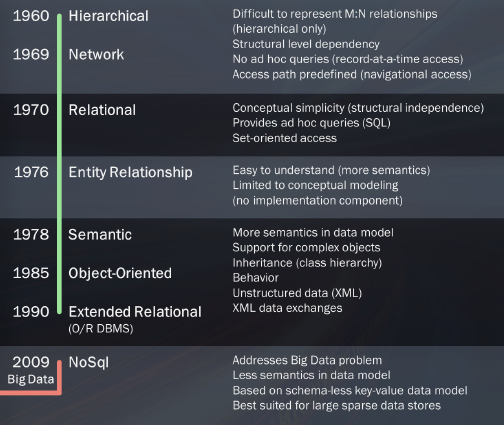 1960 Hierarchical Difficult to represent M:N relationships
(hierarchical only)
Structural level dependency
1969 Network No ad hoc queries (record-at-a-time access)
Access path predefined (navigational access)
1970 Relational Conceptual simplicity (structural independence)
Provides ad hoc queries (SQL)
Set-oriented access
1976 Entity Relationship Easy to understand (more semantics)
Limited to conceptual modeling
(no implementation component)
1978 Semantic More semantics in data model
Support for complex objects
Inheritance (class hierarchy)
1985 Object-Oriented Behavior
Unstructured data (XML)
1990 Extended Relational XML data exchanges
(O/R DBMS)
2009 NoSql Addresses Big Data problem
Big Data Less semantics in data model
Based on schema-less key-value data model
Best suited for large sparse data stores